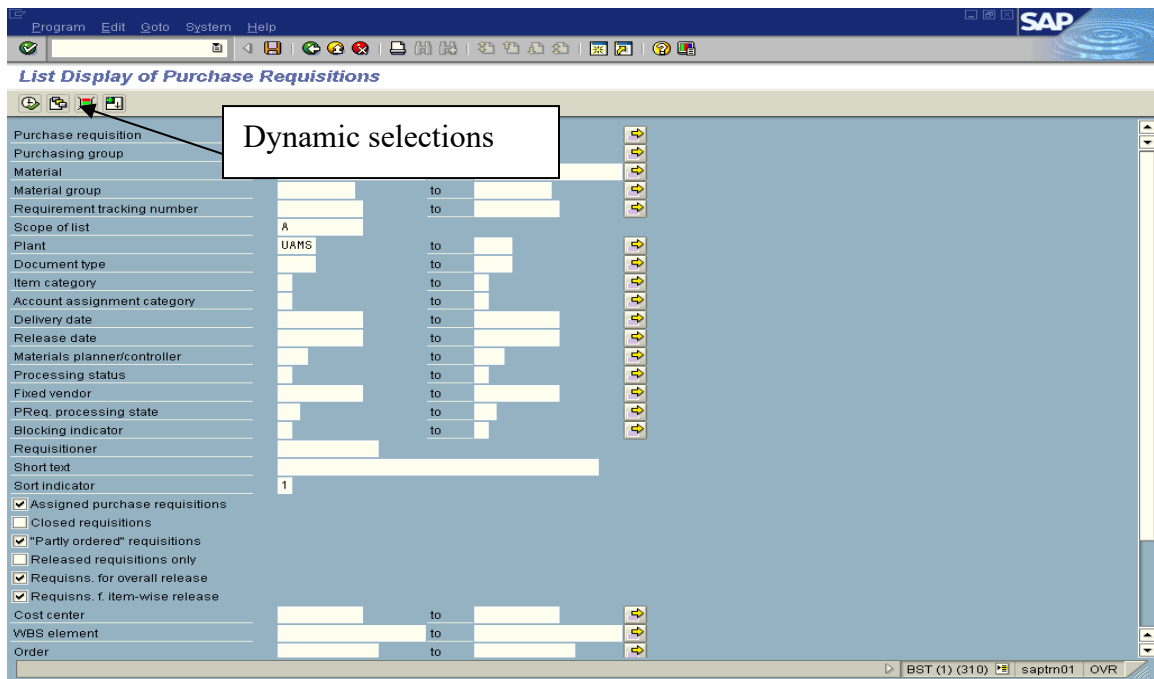 Program Edit Goto System Help
SAP
List Display of Purchase Requisitions
Dynamic selections
Purchase requisition
Purchasing group
Material
Material group to
Requirement tracking number to
Scope of list A
Plant UAMS to
Document type to
Item category to
Account assignment category to
Delivery date to
Release date to
Materials planner/controller to
Processing status to
Fixed vendor to
PReq. processing state to
Blocking indicator to
Requisitioner
Short text
Sort indicator 1
Assigned purchase requisitions
Closed requisitions
"Partly ordered" requisitions
Released requisitions only
Requisns. for overall release
Requisns. f. item-wise release
Cost center to
WBS element to
Order to
BST (1) (310) saptrn01 OVR